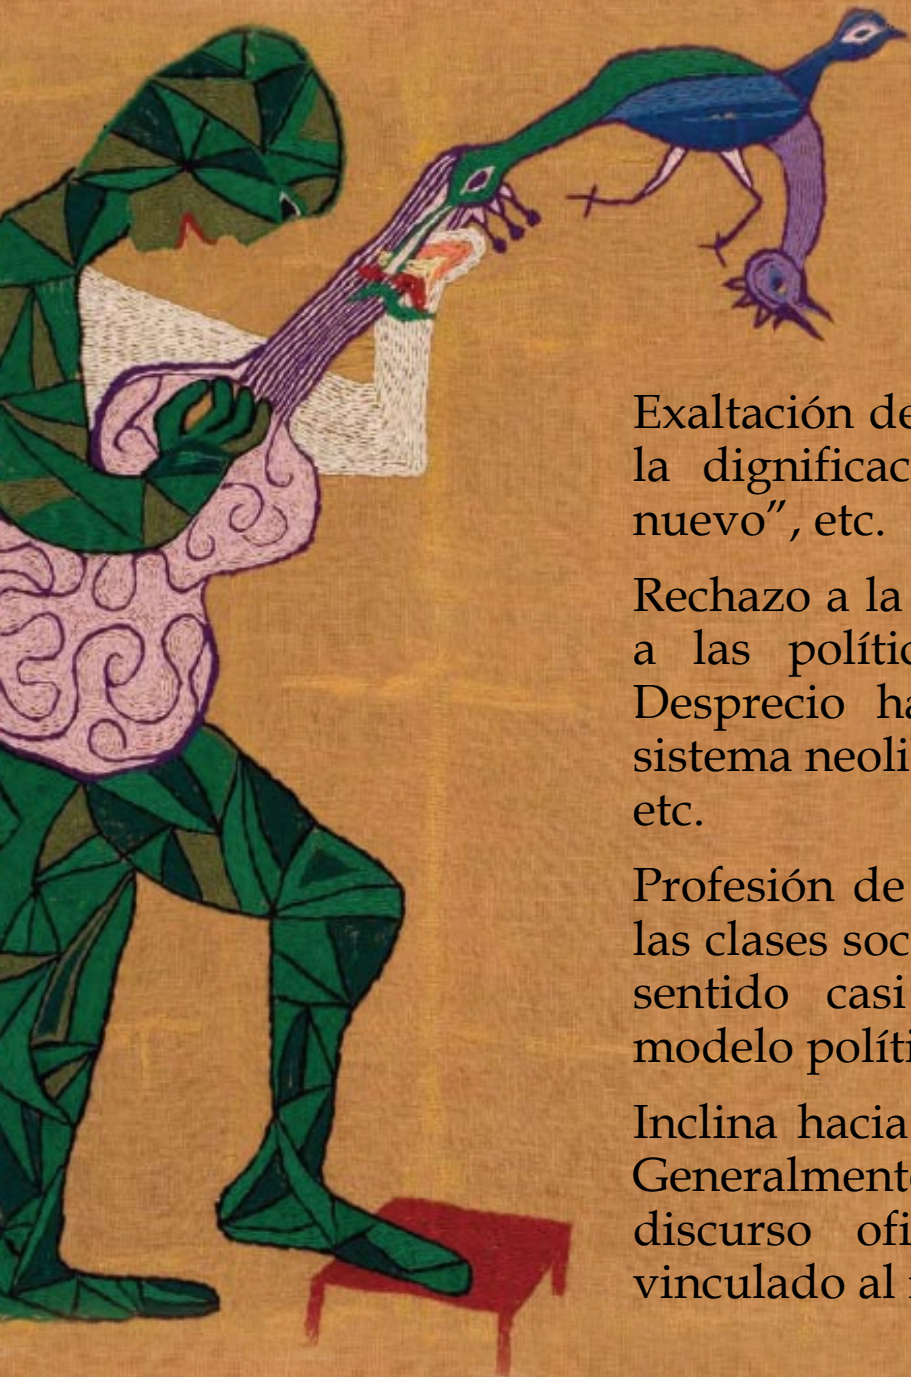 Exaltación de
la dignificac
nuevo”, etc.
Rechazo a la
a las polític
Desprecio ha
sistema neoli
etc.
Profesión de
las clases soc
sentido casi
modelo políti
Inclina hacia
Generalmente
discurso ofi
vinculado al